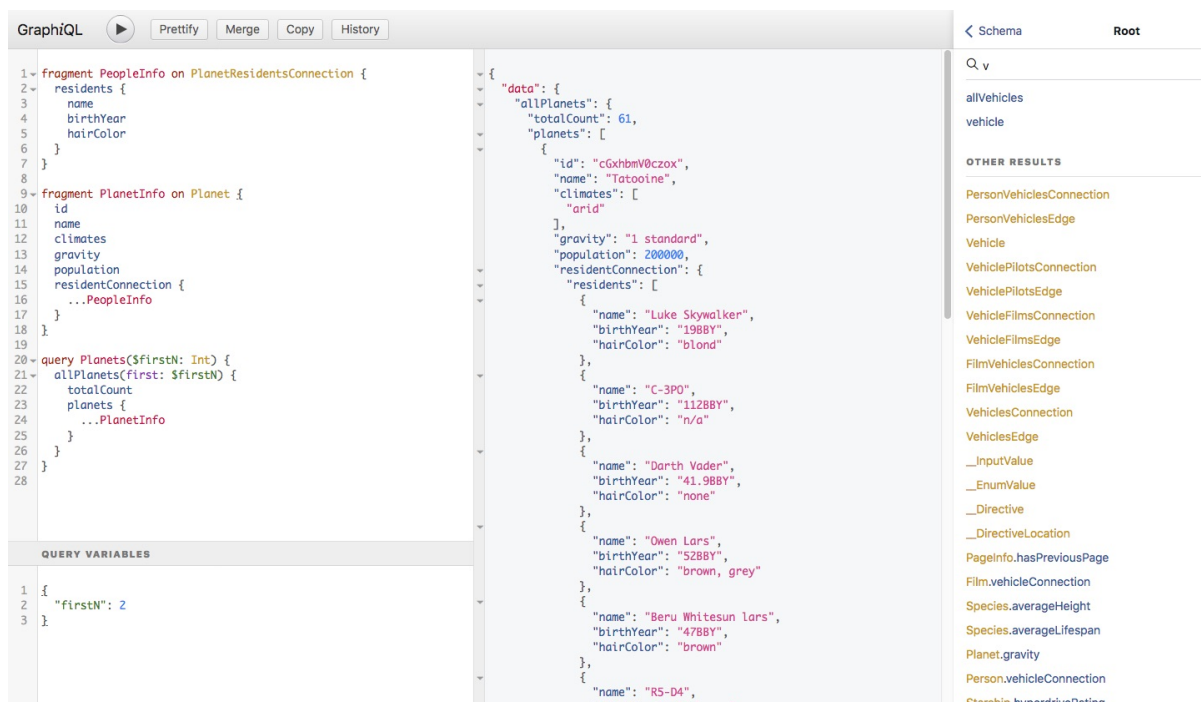 GraphiQL Prettify Merge Copy History
1 fragment PeopleInfo on PlanetResidentsConnection {
2 residents {
3 name
4 birthYear
5 hairColor
6 }
7 }
8
9 fragment PlanetInfo on Planet {
10 id
11 name
12 climates
13 gravity
14 population
15 residentConnection {
16 ...PeopleInfo
17 }
18 }
19
20 query Planets($firstN: Int) {
21 allPlanets(first: $firstN) {
22 totalCount
23 planets {
24 ...PlanetInfo
25 }
26 }
27 }
28
QUERY VARIABLES
1 {
2 "firstN": 2
3 }
{
"data": {
"allPlanets": {
"totalCount": 61,
"planets": [
{
"id": "cGxhbmV0czox",
"name": "Tatooine",
"climates": [
"arid"
],
"gravity": "1 standard",
"population": 200000,
"residentConnection": {
"residents": [
{
"name": "Luke Skywalker",
"birthYear": "19BBY",
"hairColor": "blond"
},
{
"name": "C-3PO",
"birthYear": "112BBY",
"hairColor": "n/a"
},
{
"name": "Darth Vader",
"birthYear": "41.9BBY",
"hairColor": "none"
},
{
"name": "Owen Lars",
"birthYear": "52BBY",
"hairColor": "brown, grey"
},
{
"name": "Beru Whitesun lars",
"birthYear": "47BBY",
"hairColor": "brown"
},
{
"name": "R5-D4",
Schema Root
v
allVehicles
vehicle
OTHER RESULTS
PersonVehiclesConnection
PersonVehiclesEdge
Vehicle
VehiclePilotsConnection
VehiclePilotsEdge
VehicleFilmsConnection
VehicleFilmsEdge
FilmVehiclesConnection
FilmVehiclesEdge
VehiclesConnection
VehiclesEdge
__InputValue
__EnumValue
__Directive
__DirectiveLocation
PageInfo.hasPreviousPage
Film.vehicleConnection
Species.averageHeight
Species.averageLifespan
Planet.gravity
Person.vehicleConnection
Starship.hyperdriveRating